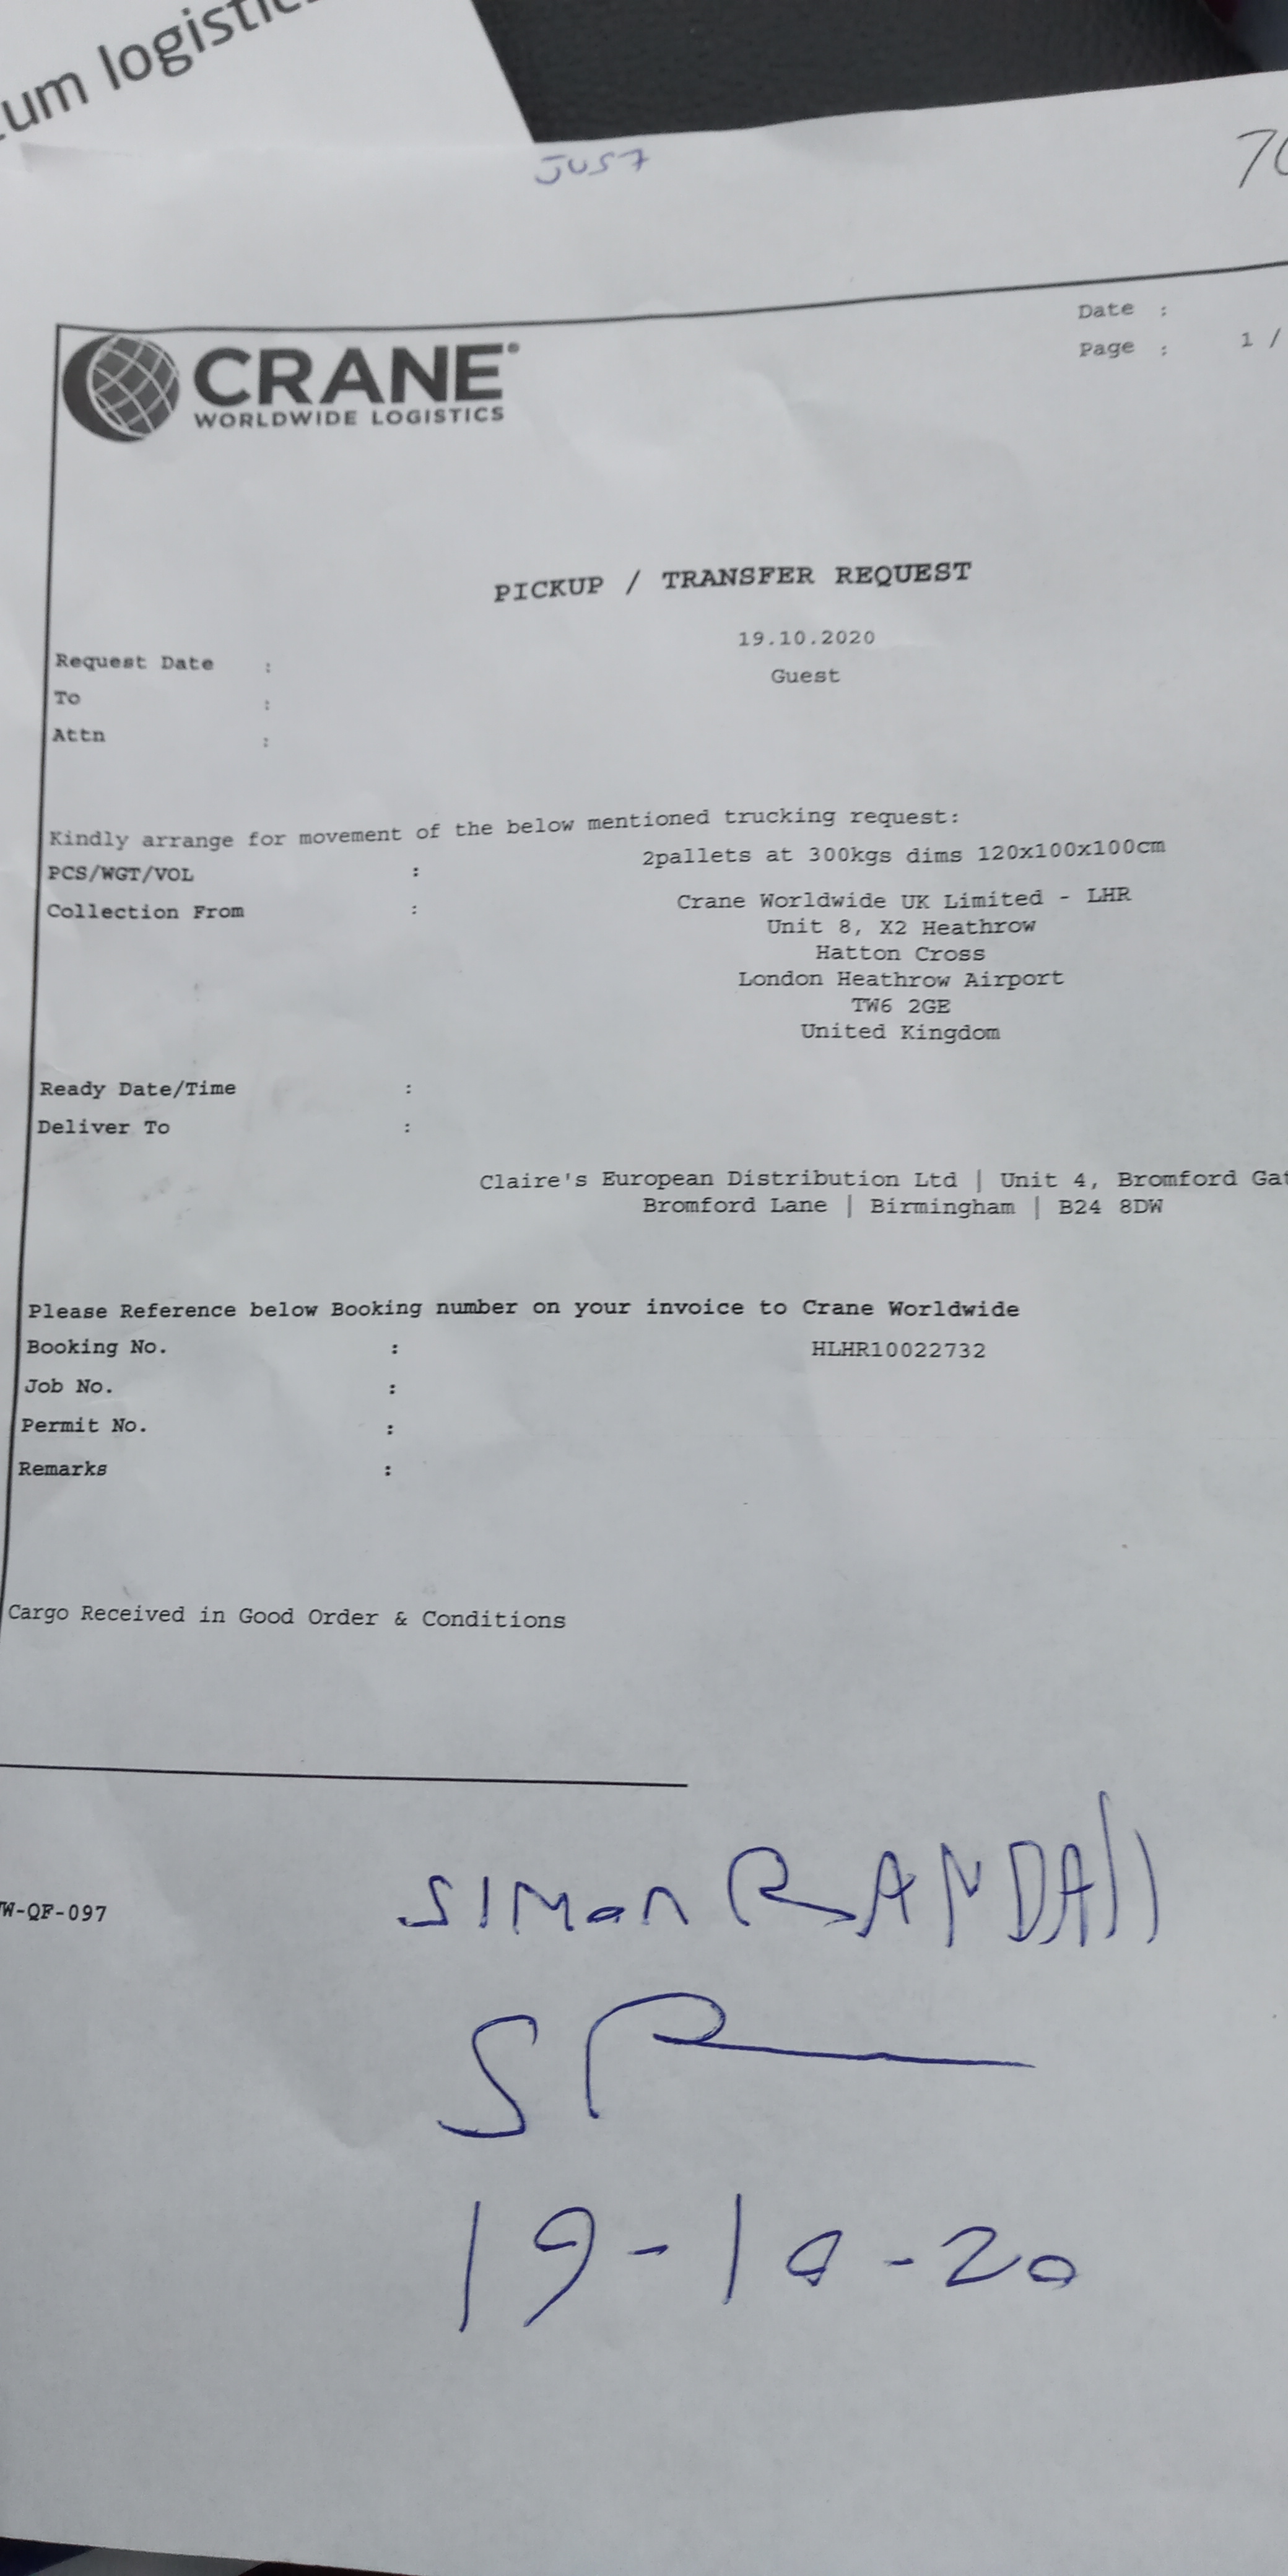 logistic
JUS7
CRANE
WORLDWIDE LOGISTICS
Date :
Page : 1 /
PICKUP / TRANSFER REQUEST
Request Date : 19.10.2020
To : Guest
Attn :
Kindly arrange for movement of the below mentioned trucking request:
PCS/WGT/VOL : 2pallets at 300kgs dims 120x100x100cm
Collection From : Crane Worldwide UK Limited - LHR
Unit 8, X2 Heathrow
Hatton Cross
London Heathrow Airport
TW6 2GE
United Kingdom
Ready Date/Time :
Deliver To :
Claire's European Distribution Ltd | Unit 4, Bromford Gat
Bromford Lane | Birmingham | B24 8DW
Please Reference below Booking number on your invoice to Crane Worldwide
Booking No. : HLHR10022732
Job No. :
Permit No. :
Remarks :
Cargo Received in Good Order & Conditions
W-QF-097
SIMon RANDAll
SR
19-10-20